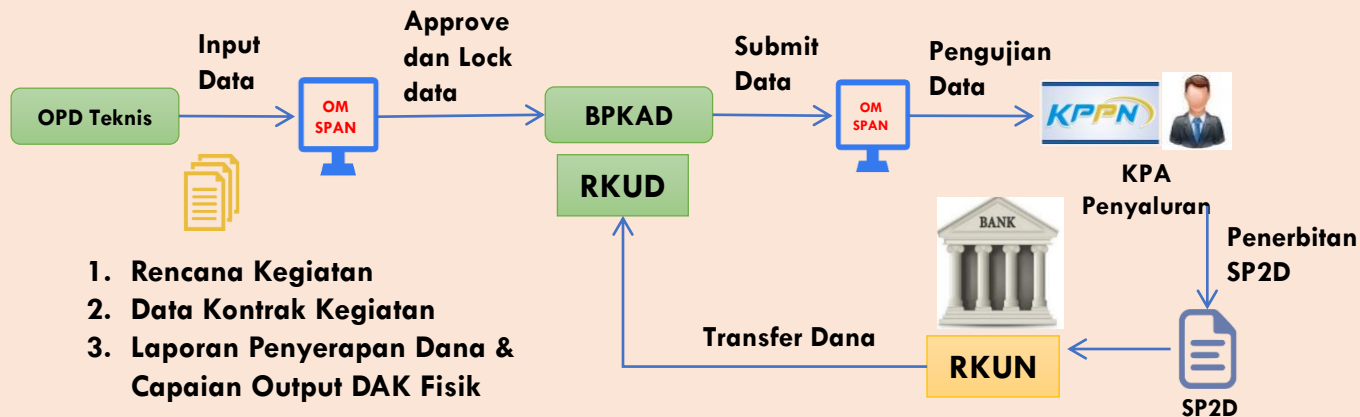 Input
Data
Approve
dan Lock
data
Submit
Data
Pengujian
Data
OPD Teknis
OM
SPAN
BPKAD
OM
SPAN
KPPN
RKUD
KPA
Penyaluran
BANK
Penerbitan
SP2D
1. Rencana Kegiatan
2. Data Kontrak Kegiatan
3. Laporan Penyerapan Dana &
Capaian Output DAK Fisik
Transfer Dana
RKUN
SP2D